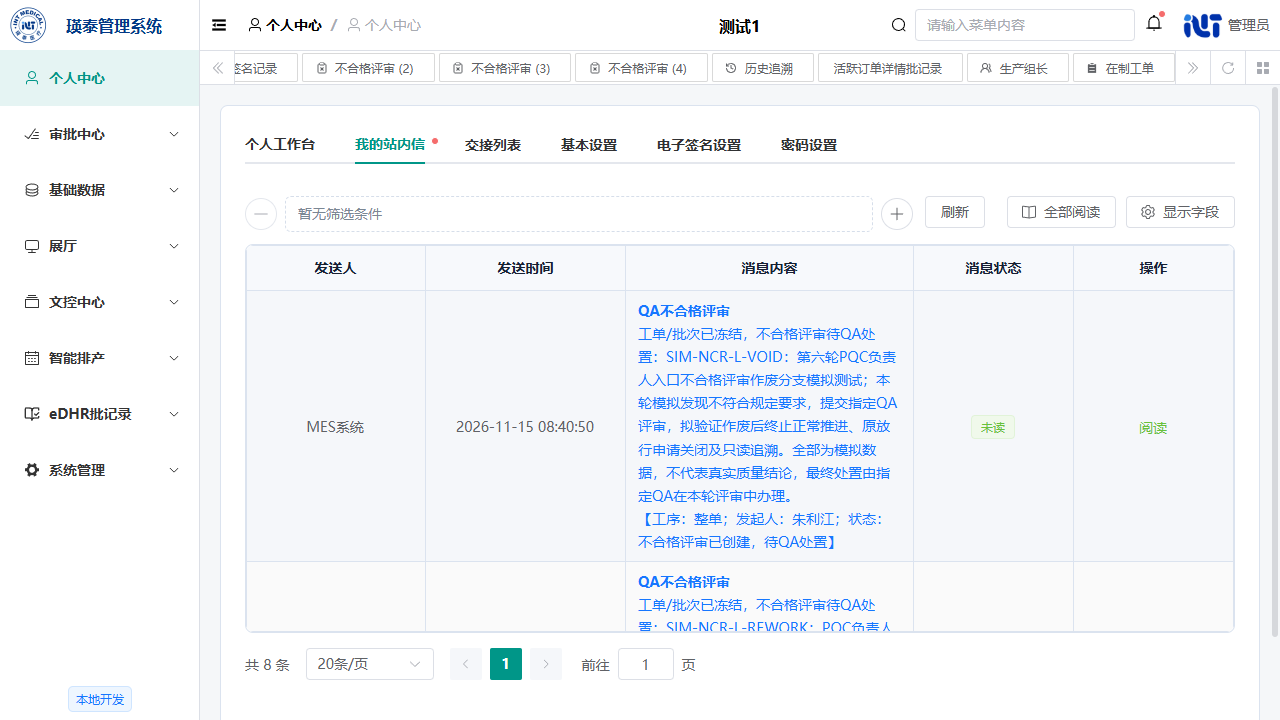 瑛泰管理系统
个人中心 / 个人中心
测试1
请输入菜单内容
管理员
签名记录
不合格评审 (2)
不合格评审 (3)
不合格评审 (4)
历史追溯
活跃订单详情批记录
生产组长
在制工单
个人中心
审批中心
基础数据
展厅
文控中心
智能排产
eDHR批记录
系统管理
本地开发
个人工作台
我的站内信
交接列表
基本设置
电子签名设置
密码设置
暂无筛选条件
刷新
全部阅读
显示字段
发送人
发送时间
消息内容
消息状态
操作
MES系统
2026-11-15 08:40:50
QA不合格评审
工单/批次已冻结，不合格评审待QA处
置：SIM-NCR-L-VOID：第六轮PQC负责
人入口不合格评审作废分支模拟测试；本
轮模拟发现不符合规定要求，提交指定QA
评审，拟验证作废后终止正常推进、原放
行申请关闭及只读追溯。全部为模拟数
据，不代表真实质量结论，最终处置由指
定QA在本轮评审中办理。
【工序：整单；发起人：朱利江；状态：
不合格评审已创建，待QA处置】
未读
阅读
QA不合格评审
工单/批次已冻结，不合格评审待QA处
置：SIM-NCR-L-REWORK：PQC负责人
共 8 条
20条/页
1
前往
1
页